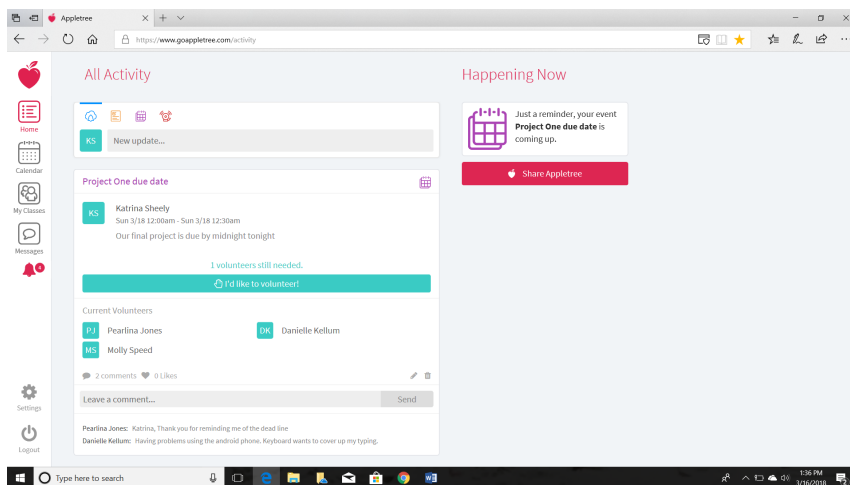 Appletree
https://www.goappletree.com/activity
All Activity
Happening Now
Home
Calendar
My Classes
Messages
4
Settings
Logout
KS
New update...
Just a reminder, your event
Project One due date is
coming up.
Share Appletree
Project One due date
KS
Katrina Sheely
Sun 3/18 12:00am - Sun 3/18 12:30am
Our final project is due by midnight tonight
1 volunteers still needed.
I'd like to volunteer!
Current Volunteers
PJ Pearlina Jones
DK Danielle Kellum
MS Molly Speed
2 comments 0 Likes
Leave a comment...
Send
Pearlina Jones: Katrina, Thank you for reminding me of the dead line
Danielle Kellum: Having problems using the android phone. Keyboard wants to cover up my typing.
Type here to search
1:36 PM
3/16/2018